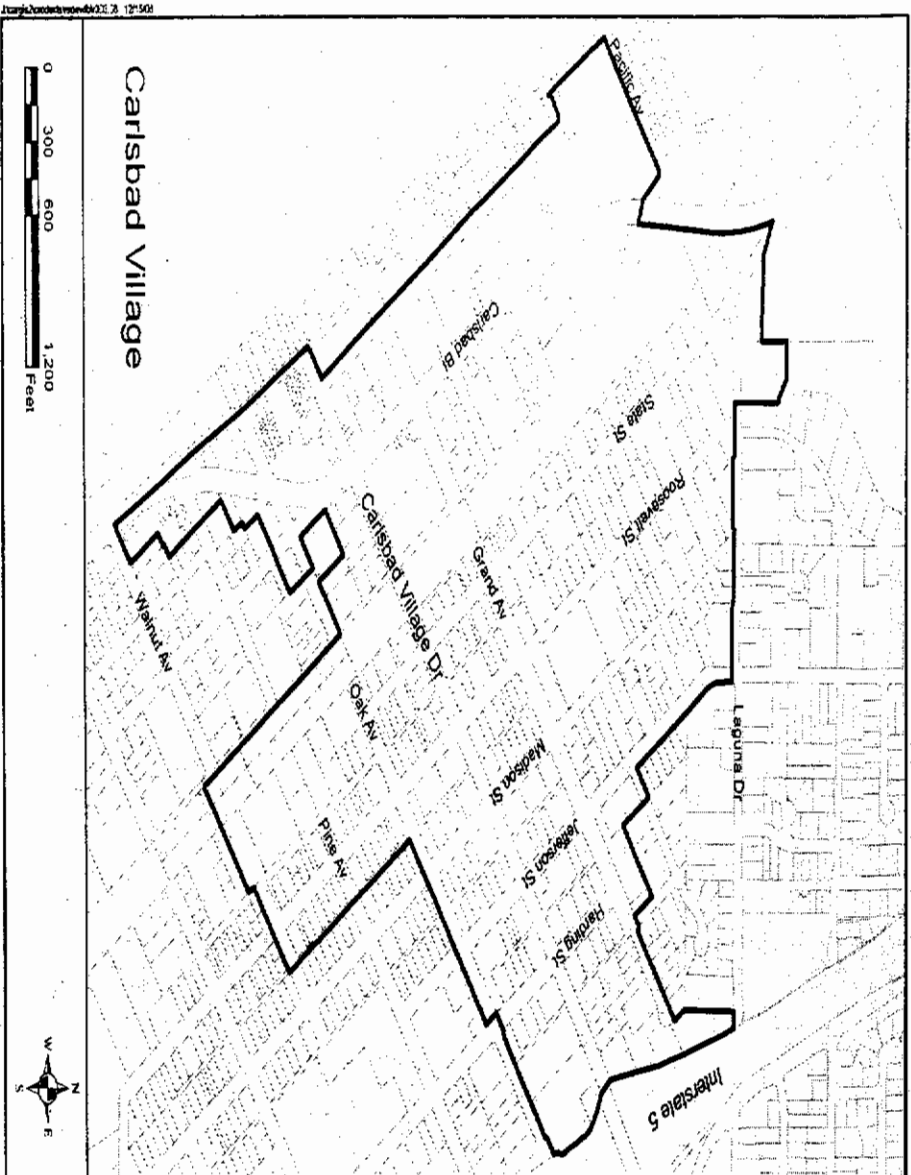 Carlsbad Village
0 300 600 1,200
Feet
Pacific Av
Carlsbad Bl
State St
Roosevelt St
Grand Av
Carlsbad Village Dr
Walnut Av
Oak Av
Pine Av
Madison St
Jefferson St
Harding St
Laguna Dr
Interstate 5
N
W
E
S